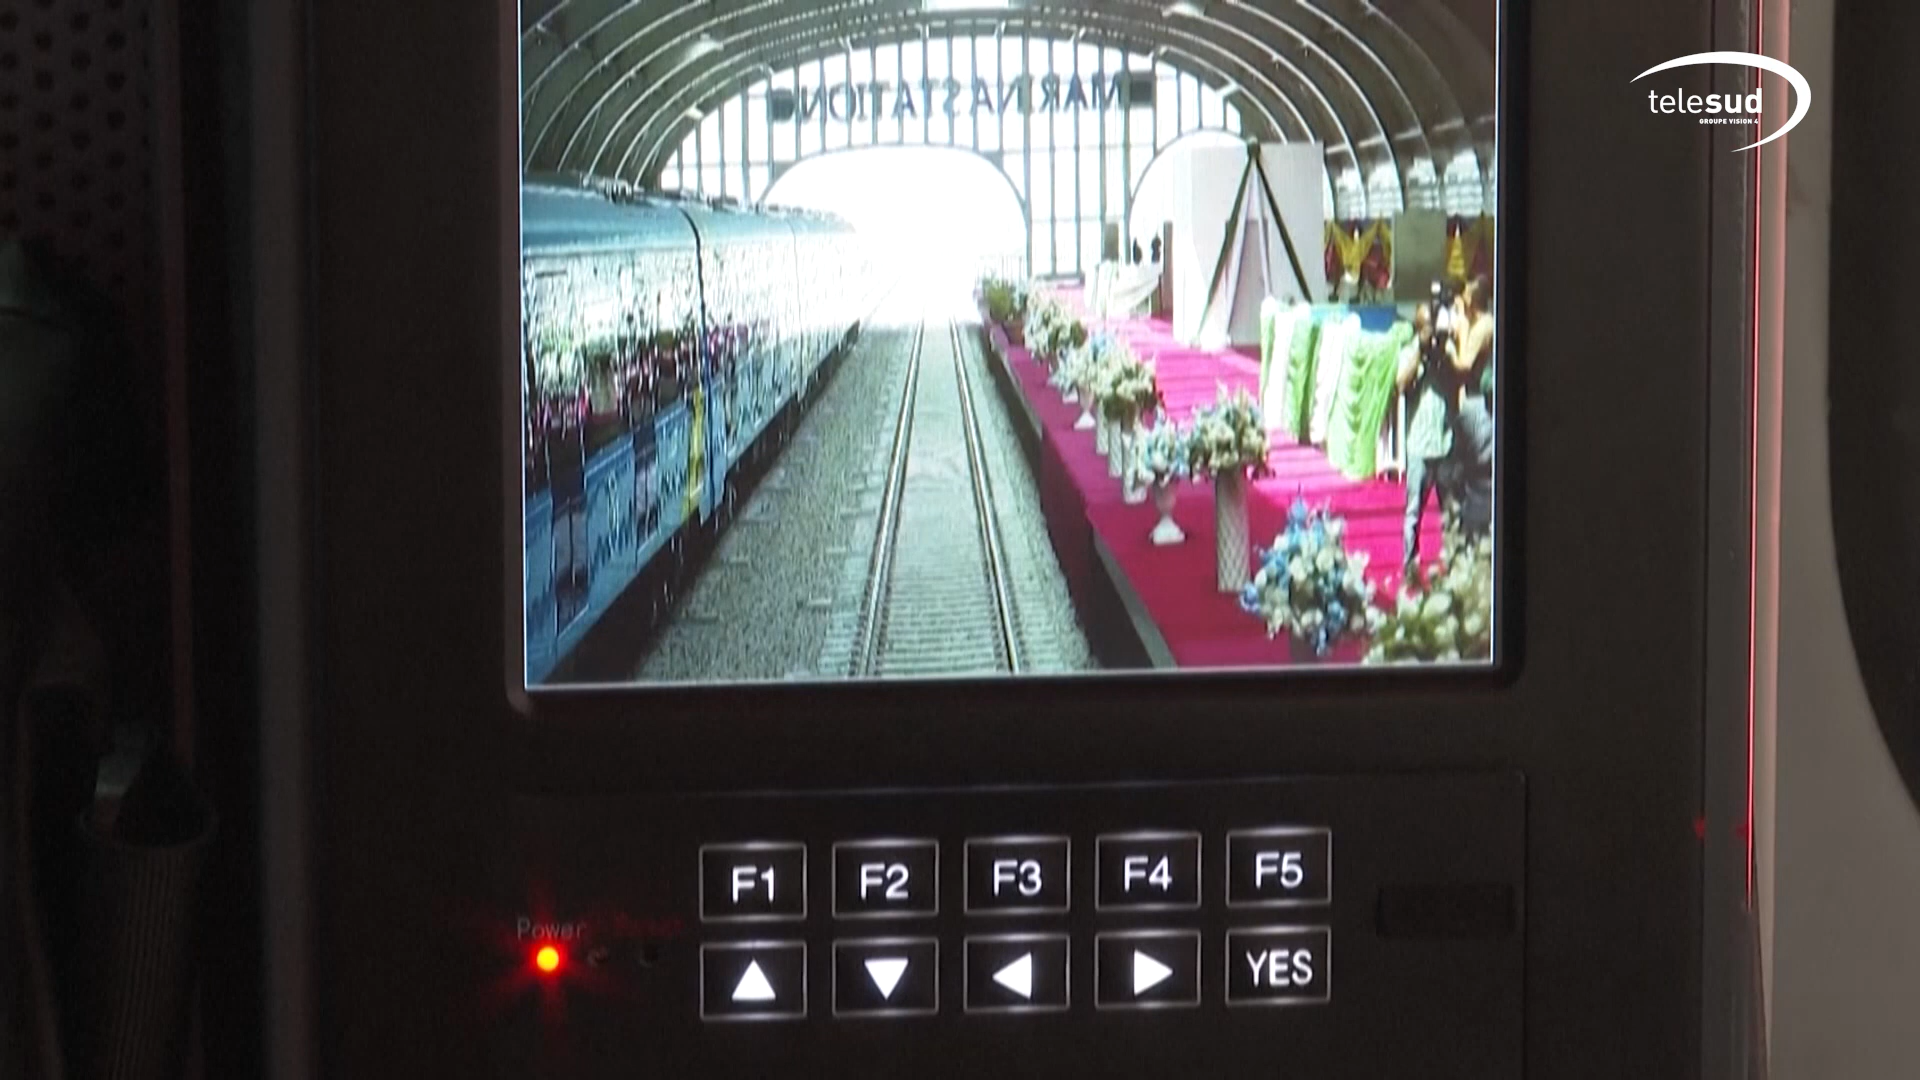 MARINA STATION
telesud
GROUPE VISION 4
F1 F2 F3 F4 F5
Power
YES